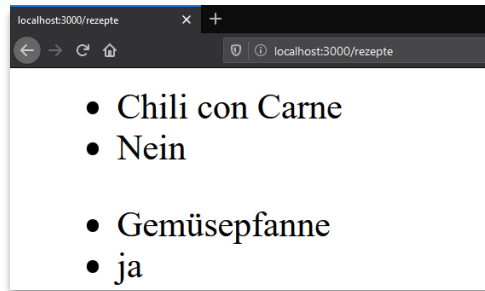 localhost:3000/rezepte
localhost:3000/rezepte
Chili con Carne
Nein
Gemüsepfanne
ja